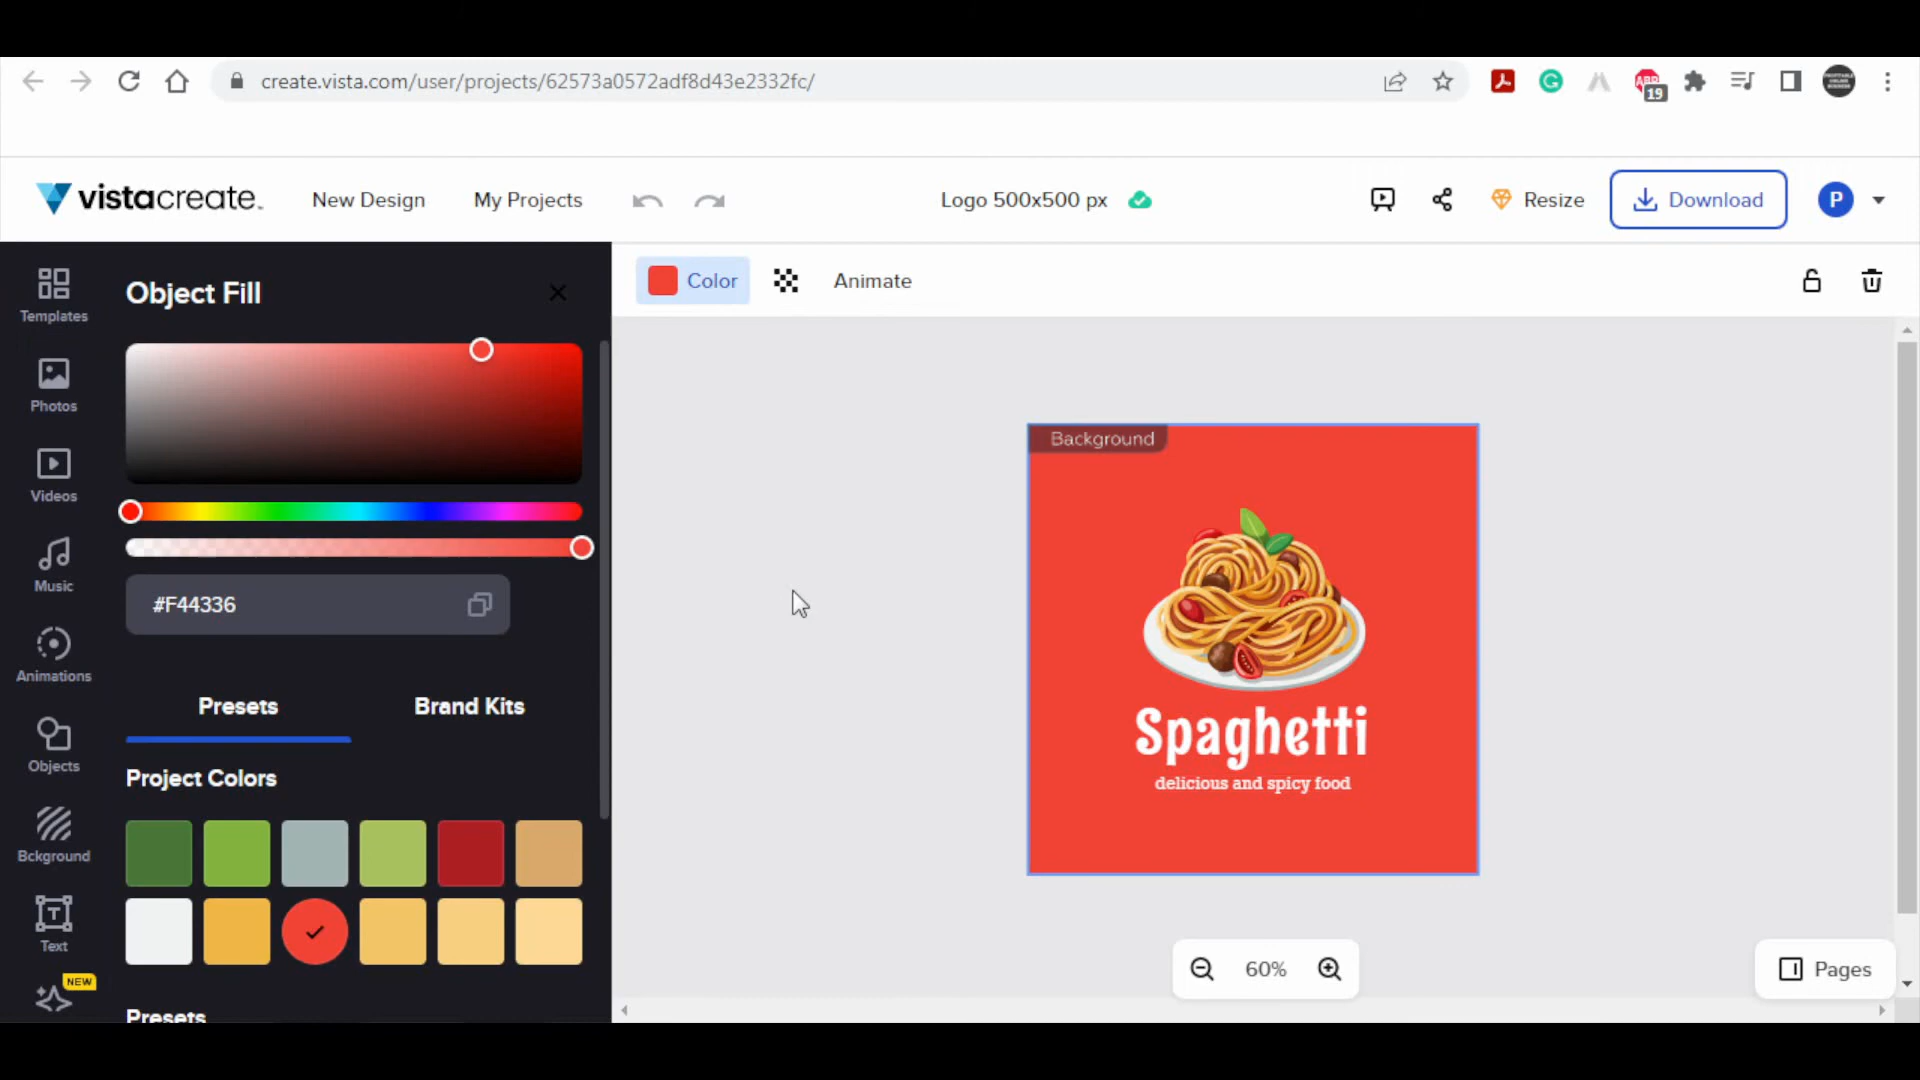 create.vista.com/user/projects/62573a0572adf8d43e2332fc/
ABP
19
vistacreate.
New Design
My Projects
Logo 500x500 px
Resize
Download
P
Templates
Photos
Videos
Music
Animations
Objects
Bckground
Text
NEW
Object Fill
#F44336
Presets
Brand Kits
Project Colors
Presets
Color
Animate
Background
Spaghetti
delicious and spicy food
60%
Pages